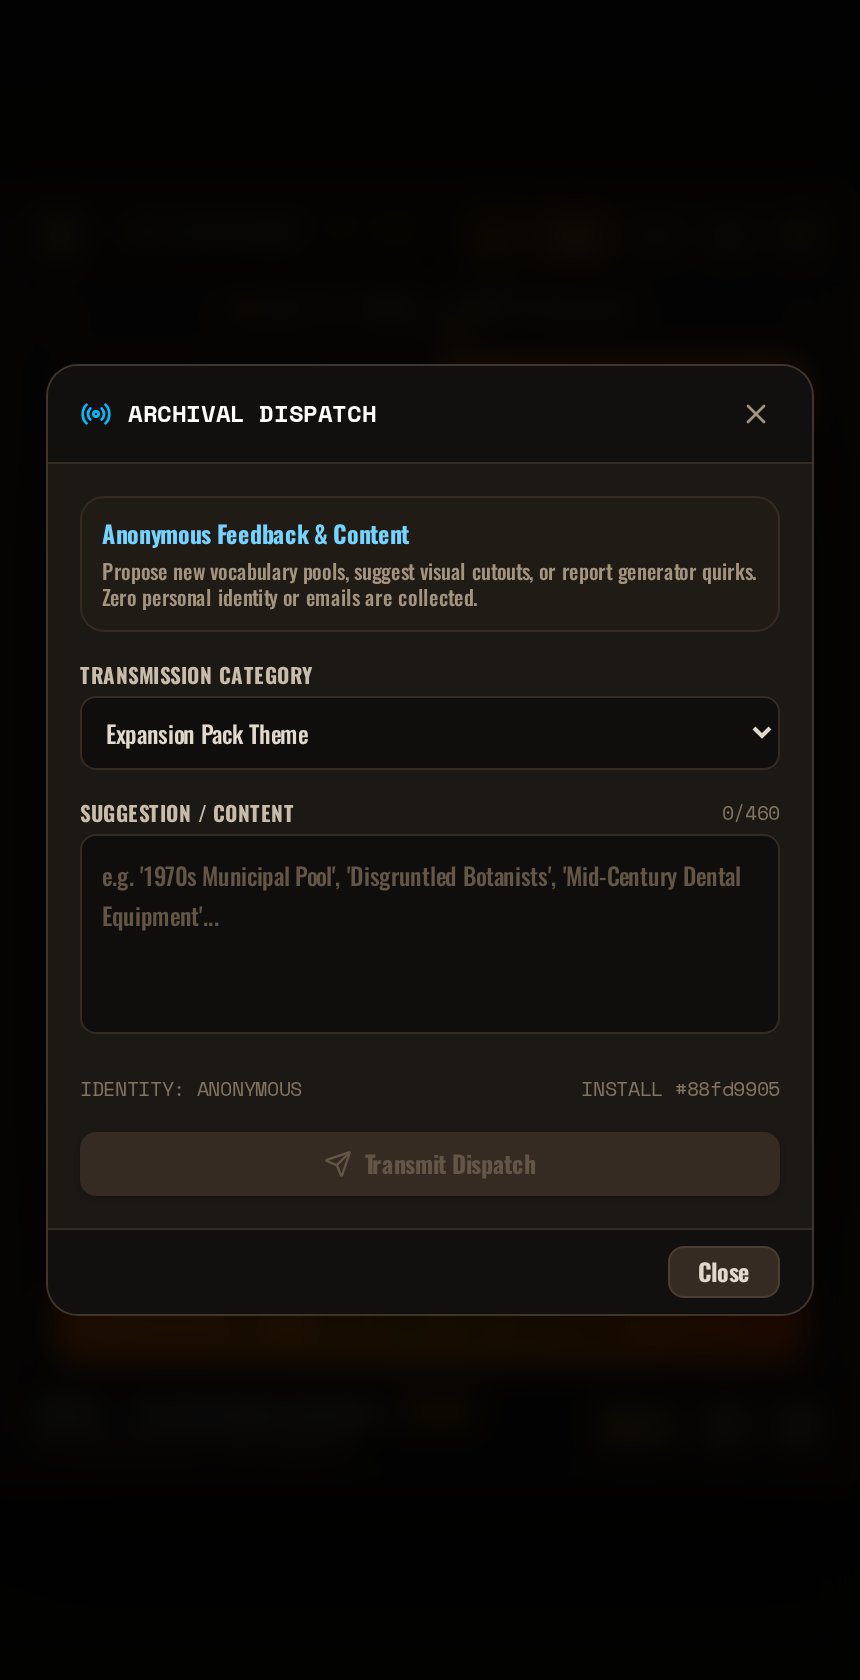 ARCHIVAL DISPATCH
Anonymous Feedback & Content
Propose new vocabulary pools, suggest visual cutouts, or report generator quirks.
Zero personal identity or emails are collected.
TRANSMISSION CATEGORY
Expansion Pack Theme
SUGGESTION / CONTENT 0/460
e.g. '1970s Municipal Pool', 'Disgruntled Botanists', 'Mid-Century Dental
Equipment'...
IDENTITY: ANONYMOUS INSTALL #88fd9905
Transmit Dispatch
Close